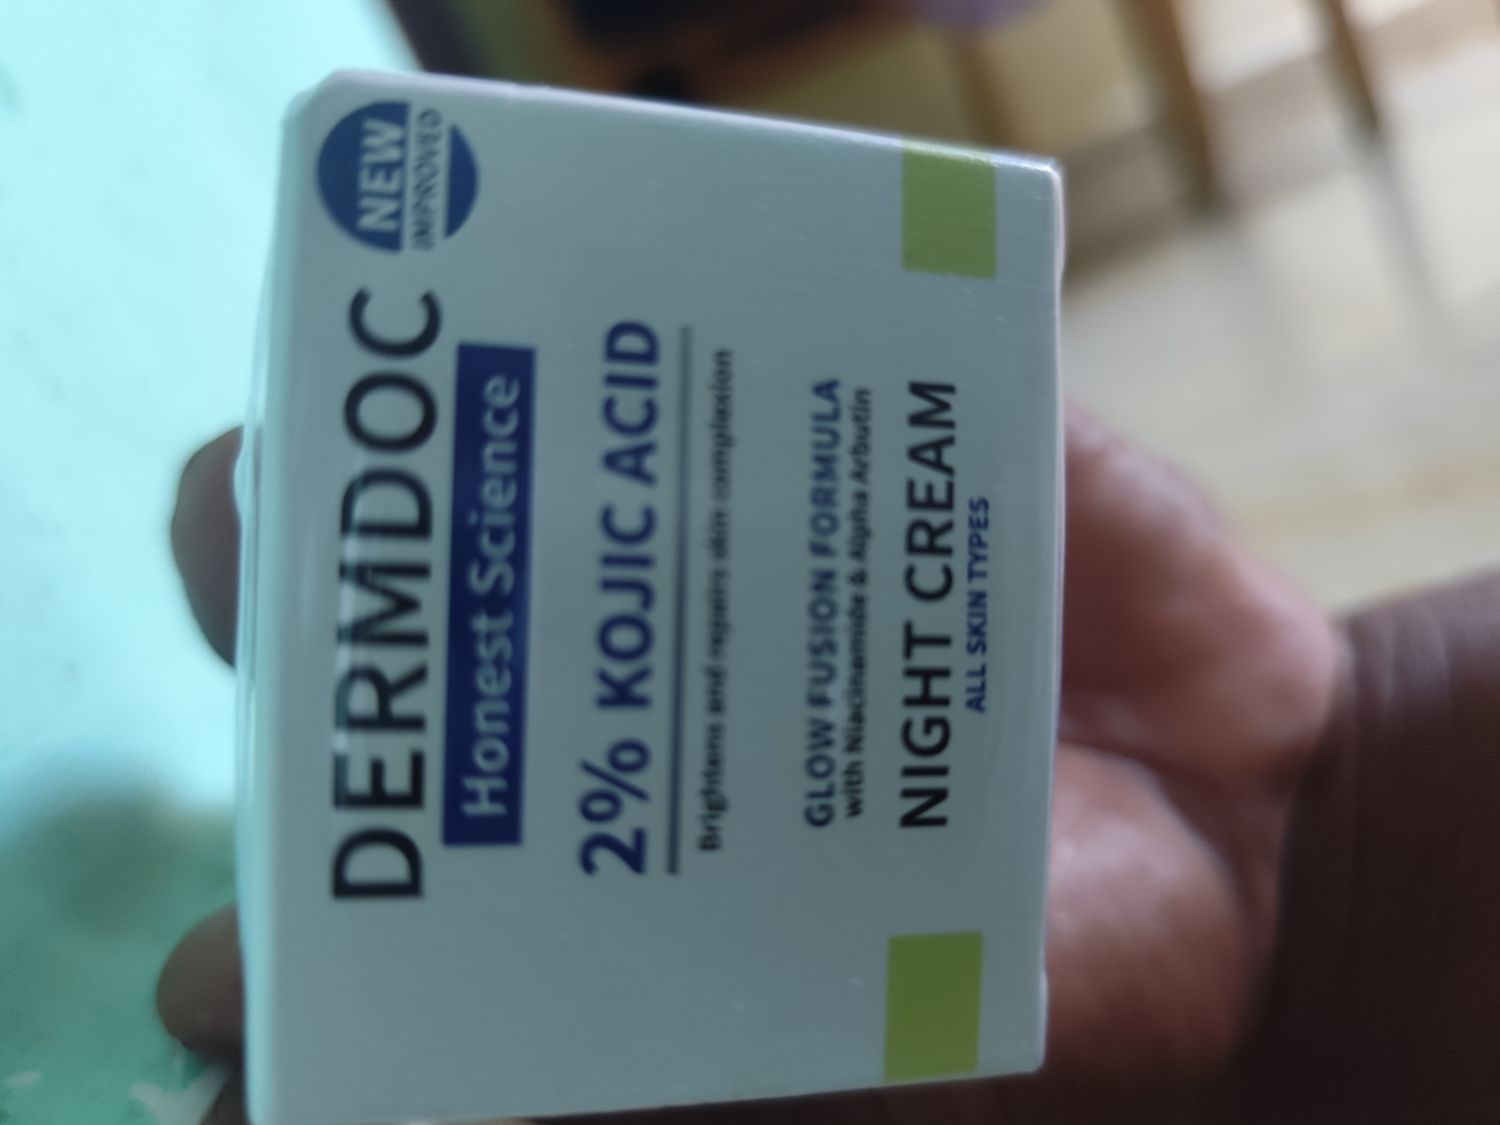 NEW
IMPROVED
DERMDOC
Honest Science
2% KOJIC ACID
Brightens and repairs skin complexion
GLOW FUSION FORMULA
with Niacinamide & Alpha Arbutin
NIGHT CREAM
ALL SKIN TYPES